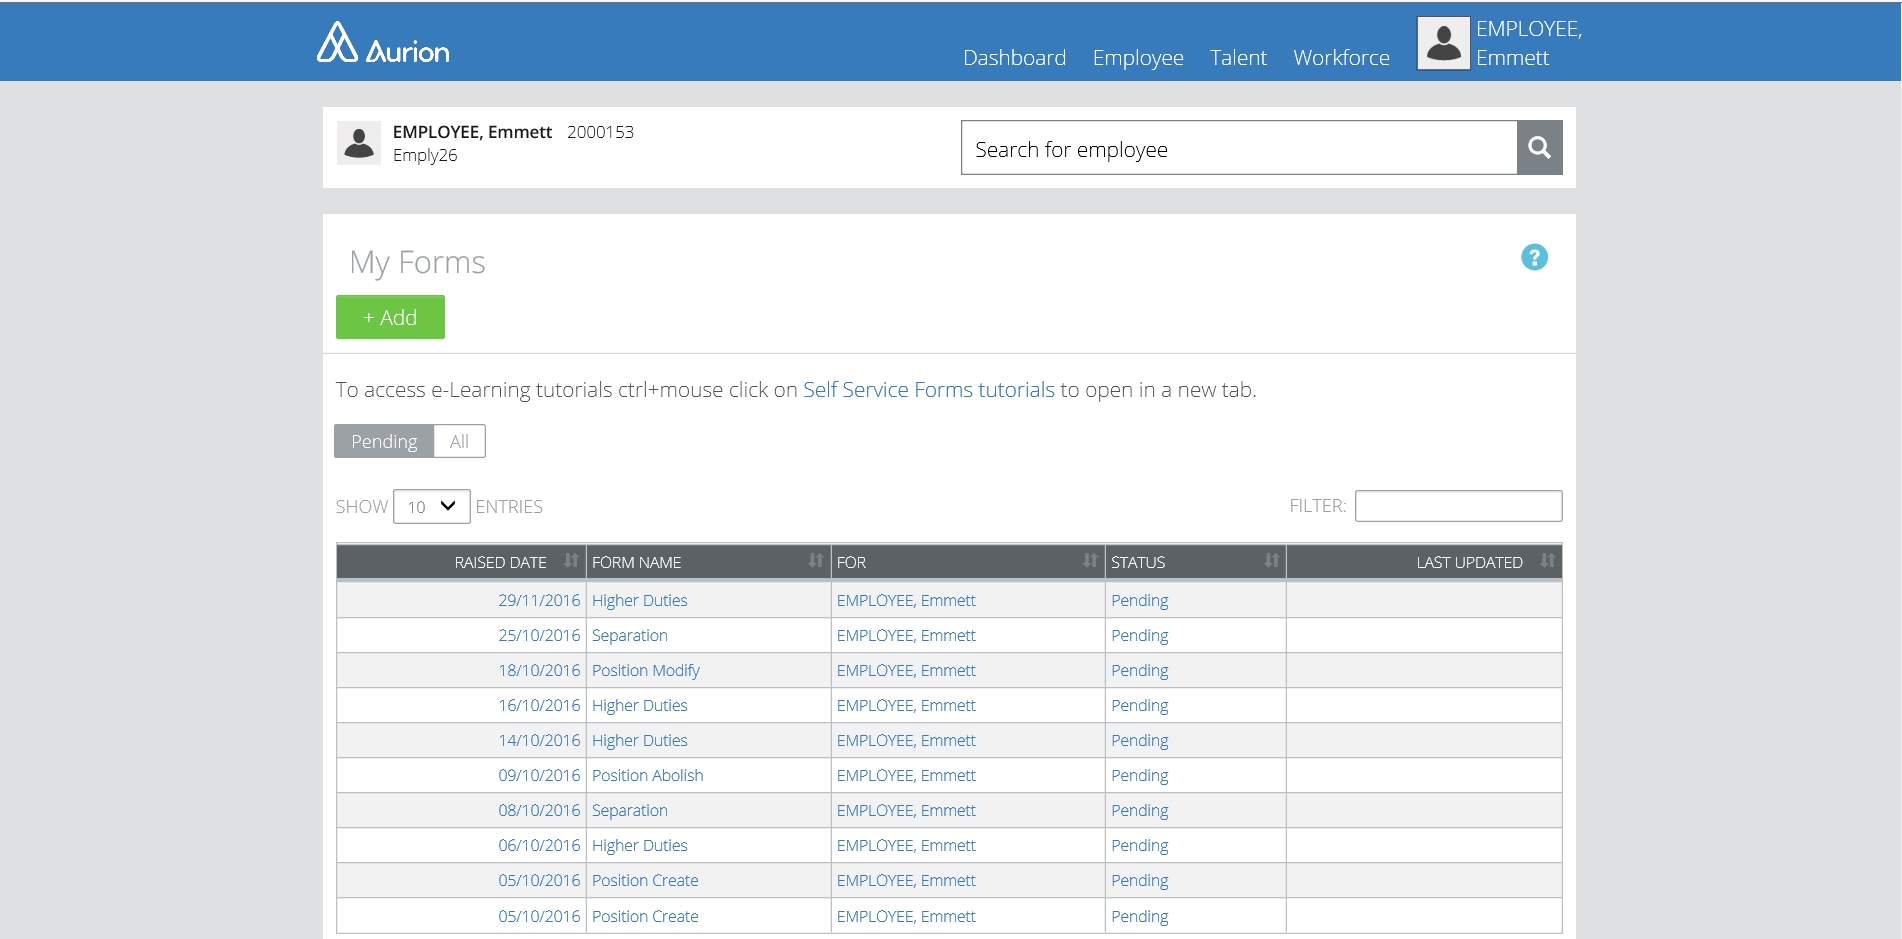 Aurion
Dashboard Employee Talent Workforce EMPLOYEE,
Emmett
EMPLOYEE, Emmett 2000153
Emply26
Search for employee
My Forms
?
+ Add
To access e-Learning tutorials ctrl+mouse click on Self Service Forms tutorials to open in a new tab.
Pending All
SHOW 10 ENTRIES FILTER:
RAISED DATE FORM NAME FOR STATUS LAST UPDATED
29/11/2016 Higher Duties EMPLOYEE, Emmett Pending
25/10/2016 Separation EMPLOYEE, Emmett Pending
18/10/2016 Position Modify EMPLOYEE, Emmett Pending
16/10/2016 Higher Duties EMPLOYEE, Emmett Pending
14/10/2016 Higher Duties EMPLOYEE, Emmett Pending
09/10/2016 Position Abolish EMPLOYEE, Emmett Pending
08/10/2016 Separation EMPLOYEE, Emmett Pending
06/10/2016 Higher Duties EMPLOYEE, Emmett Pending
05/10/2016 Position Create EMPLOYEE, Emmett Pending
05/10/2016 Position Create EMPLOYEE, Emmett Pending